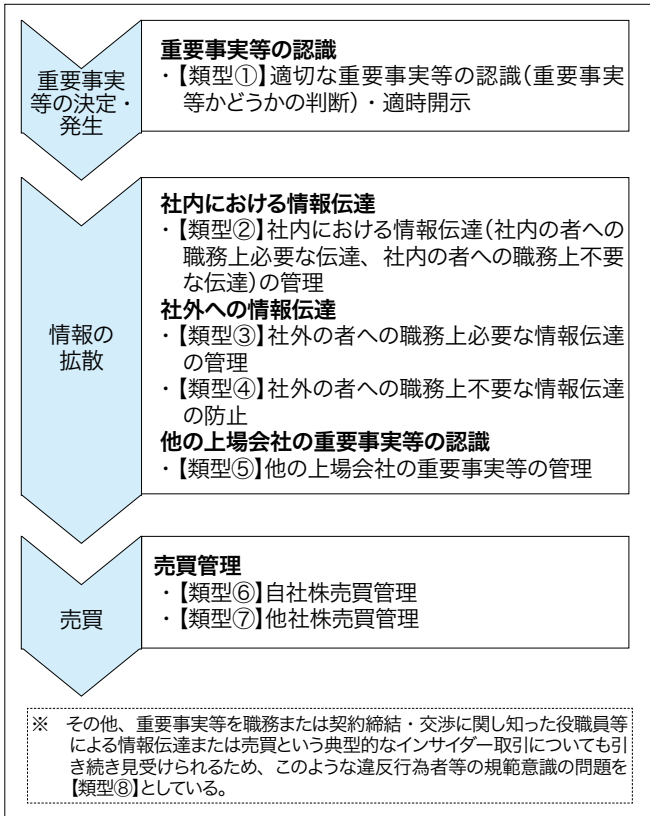 重要事実
等の決定・
発生
重要事実等の認識
・【類型①】適切な重要事実等の認識(重要事実
等かどうかの判断)・適時開示
情報の
拡散
社内における情報伝達
・【類型②】社内における情報伝達(社内の者への
職務上必要な伝達、社内の者への職務上不要
な伝達)の管理
社外への情報伝達
・【類型③】社外の者への職務上必要な情報伝達
の管理
・【類型④】社外の者への職務上不要な情報伝達
の防止
他の上場会社の重要事実等の認識
・【類型⑤】他の上場会社の重要事実等の管理
売買
売買管理
・【類型⑥】自社株売買管理
・【類型⑦】他社株売買管理
※ その他、重要事実等を職務または契約締結・交渉に関し知った役職員等
による情報伝達または売買という典型的なインサイダー取引についても引
き続き見受けられるため、このような違反行為者等の規範意識の問題を
【類型⑧】としている。